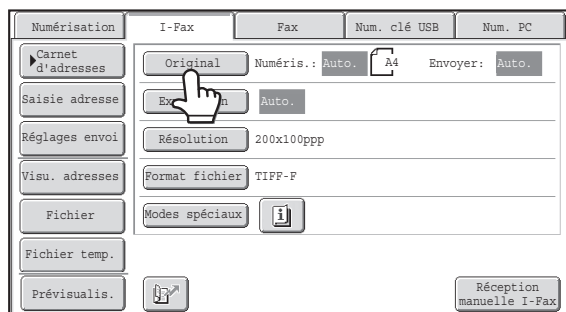 Numérisation
I-Fax
Fax
Num. clé USB
Num. PC
Carnet
d'adresses
Original
Numéris.: Auto. A4 Envoyer: Auto.
Saisie adresse
Auto.
Réglages envoi
Résolution
200x100ppp
Visu. adresses
Format fichier
TIFF-F
Fichier
Modes spéciaux
Fichier temp.
Prévisualis.
Réception
manuelle I-Fax